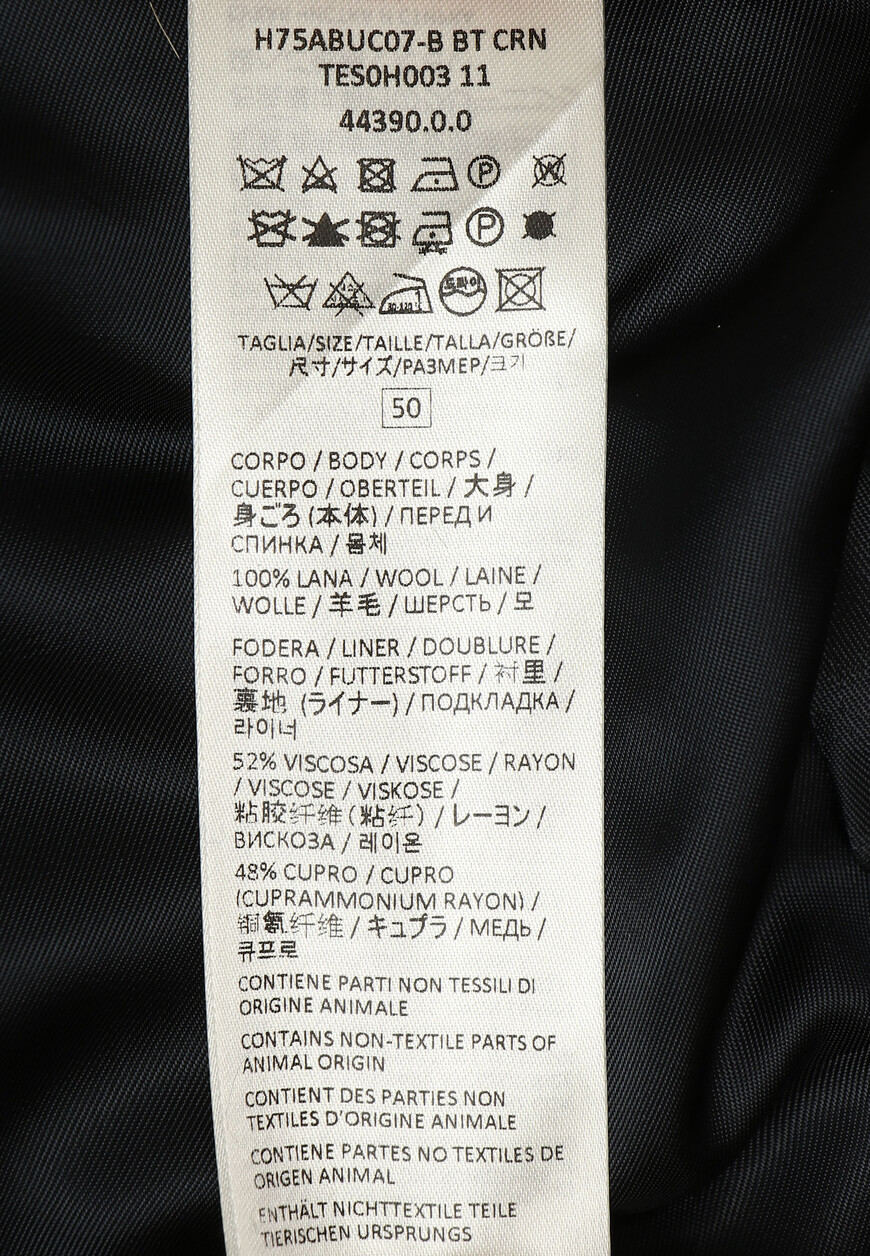 H75ABUC07-B BT CRN
TES0H003 11
44390.0.0
P W
P
80-120 드라이
TAGLIA/SIZE/TAILLE/TALLA/GRÖßE/
尺寸/サイズ/РАЗМЕР/크기
50
CORPO / BODY / CORPS /
CUERPO / OBERTEIL / 大身 /
身ごろ (本体) / ПЕРЕД И
СПИНКА / 몸체
100% LANA / WOOL / LAINE /
WOLLE / 羊毛 / ШЕРСТЬ / 모
FODERA / LINER / DOUBLURE /
FORRO / FUTTERSTOFF / 衬里 /
裏地 (ライナー) / ПОДКЛАДКА /
라이너
52% VISCOSA / VISCOSE / RAYON
/ VISCOSE / VISKOSE /
粘胶纤维 (粘纤) / レーヨン /
ВИСКОЗА / 레이온
48% CUPRO / CUPRO
(CUPRAMMONIUM RAYON) /
铜氨纤维 / キュプラ / МЕДЬ /
큐프로
CONTIENE PARTI NON TESSILI DI
ORIGINE ANIMALE
CONTAINS NON-TEXTILE PARTS OF
ANIMAL ORIGIN
CONTIENT DES PARTIES NON
TEXTILES D'ORIGINE ANIMALE
CONTIENE PARTES NO TEXTILES DE
ORIGEN ANIMAL
ENTHÄLT NICHTTEXTILE TEILE
TIERISCHEN URSPRUNGS